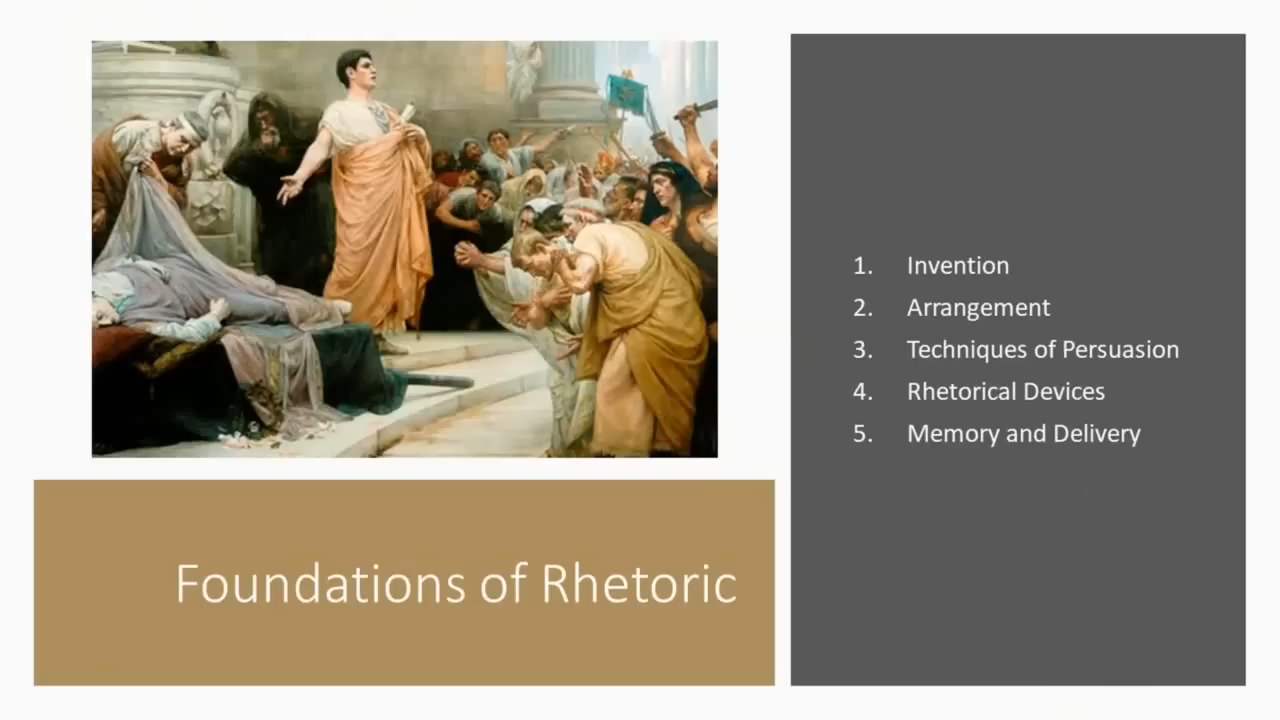 Foundations of Rhetoric
1. Invention
2. Arrangement
3. Techniques of Persuasion
4. Rhetorical Devices
5. Memory and Delivery